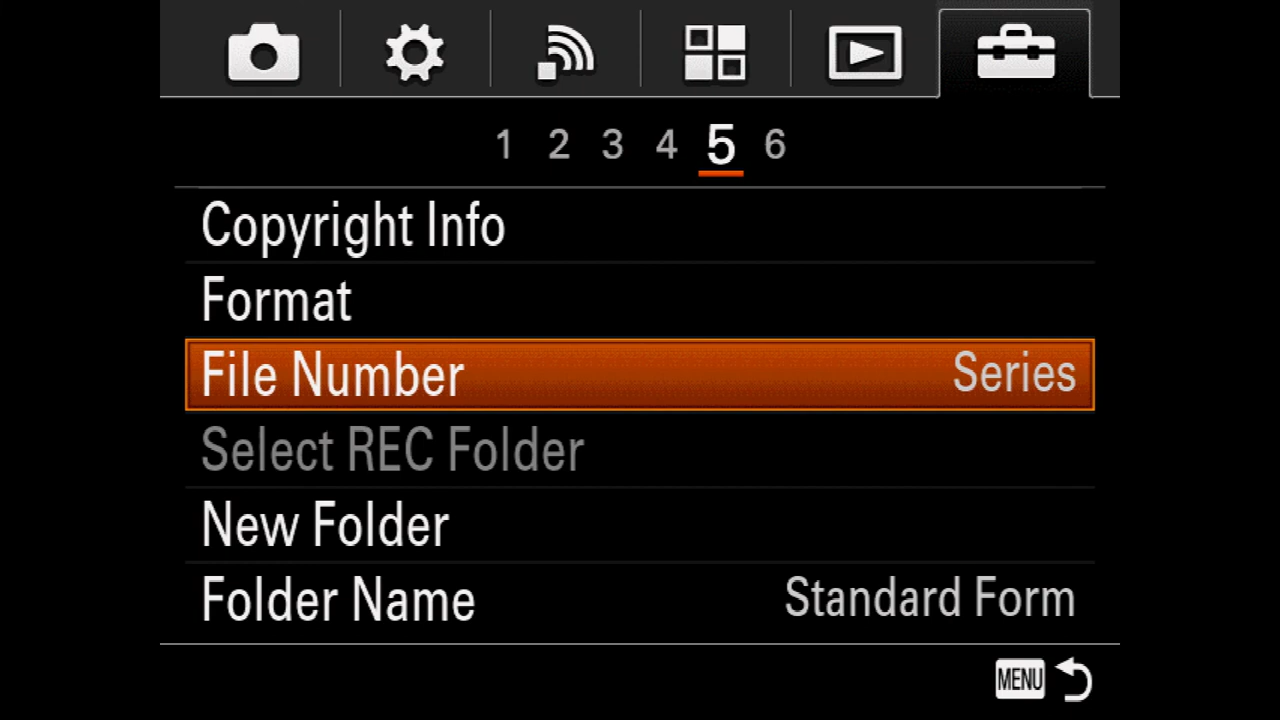 1 2 3 4 5 6
Copyright Info
Format
File Number Series
Select REC Folder
New Folder
Folder Name Standard Form
MENU